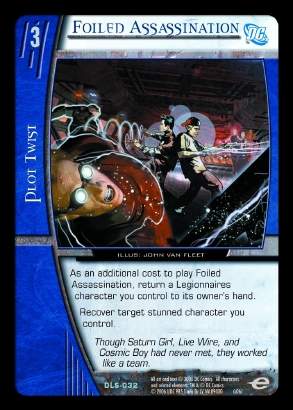 3
FOILED ASSASSINATION
DC
PLOT TWIST
ILLUS: JOHN VAN FLEET
As an additional cost to play Foiled
Assassination, return a Legionnaires
character you control to its owner's hand.
Recover target stunned character you
control.
Though Saturn Girl, Live Wire, and
Cosmic Boy had never met, they worked
like a team.
DLS-032